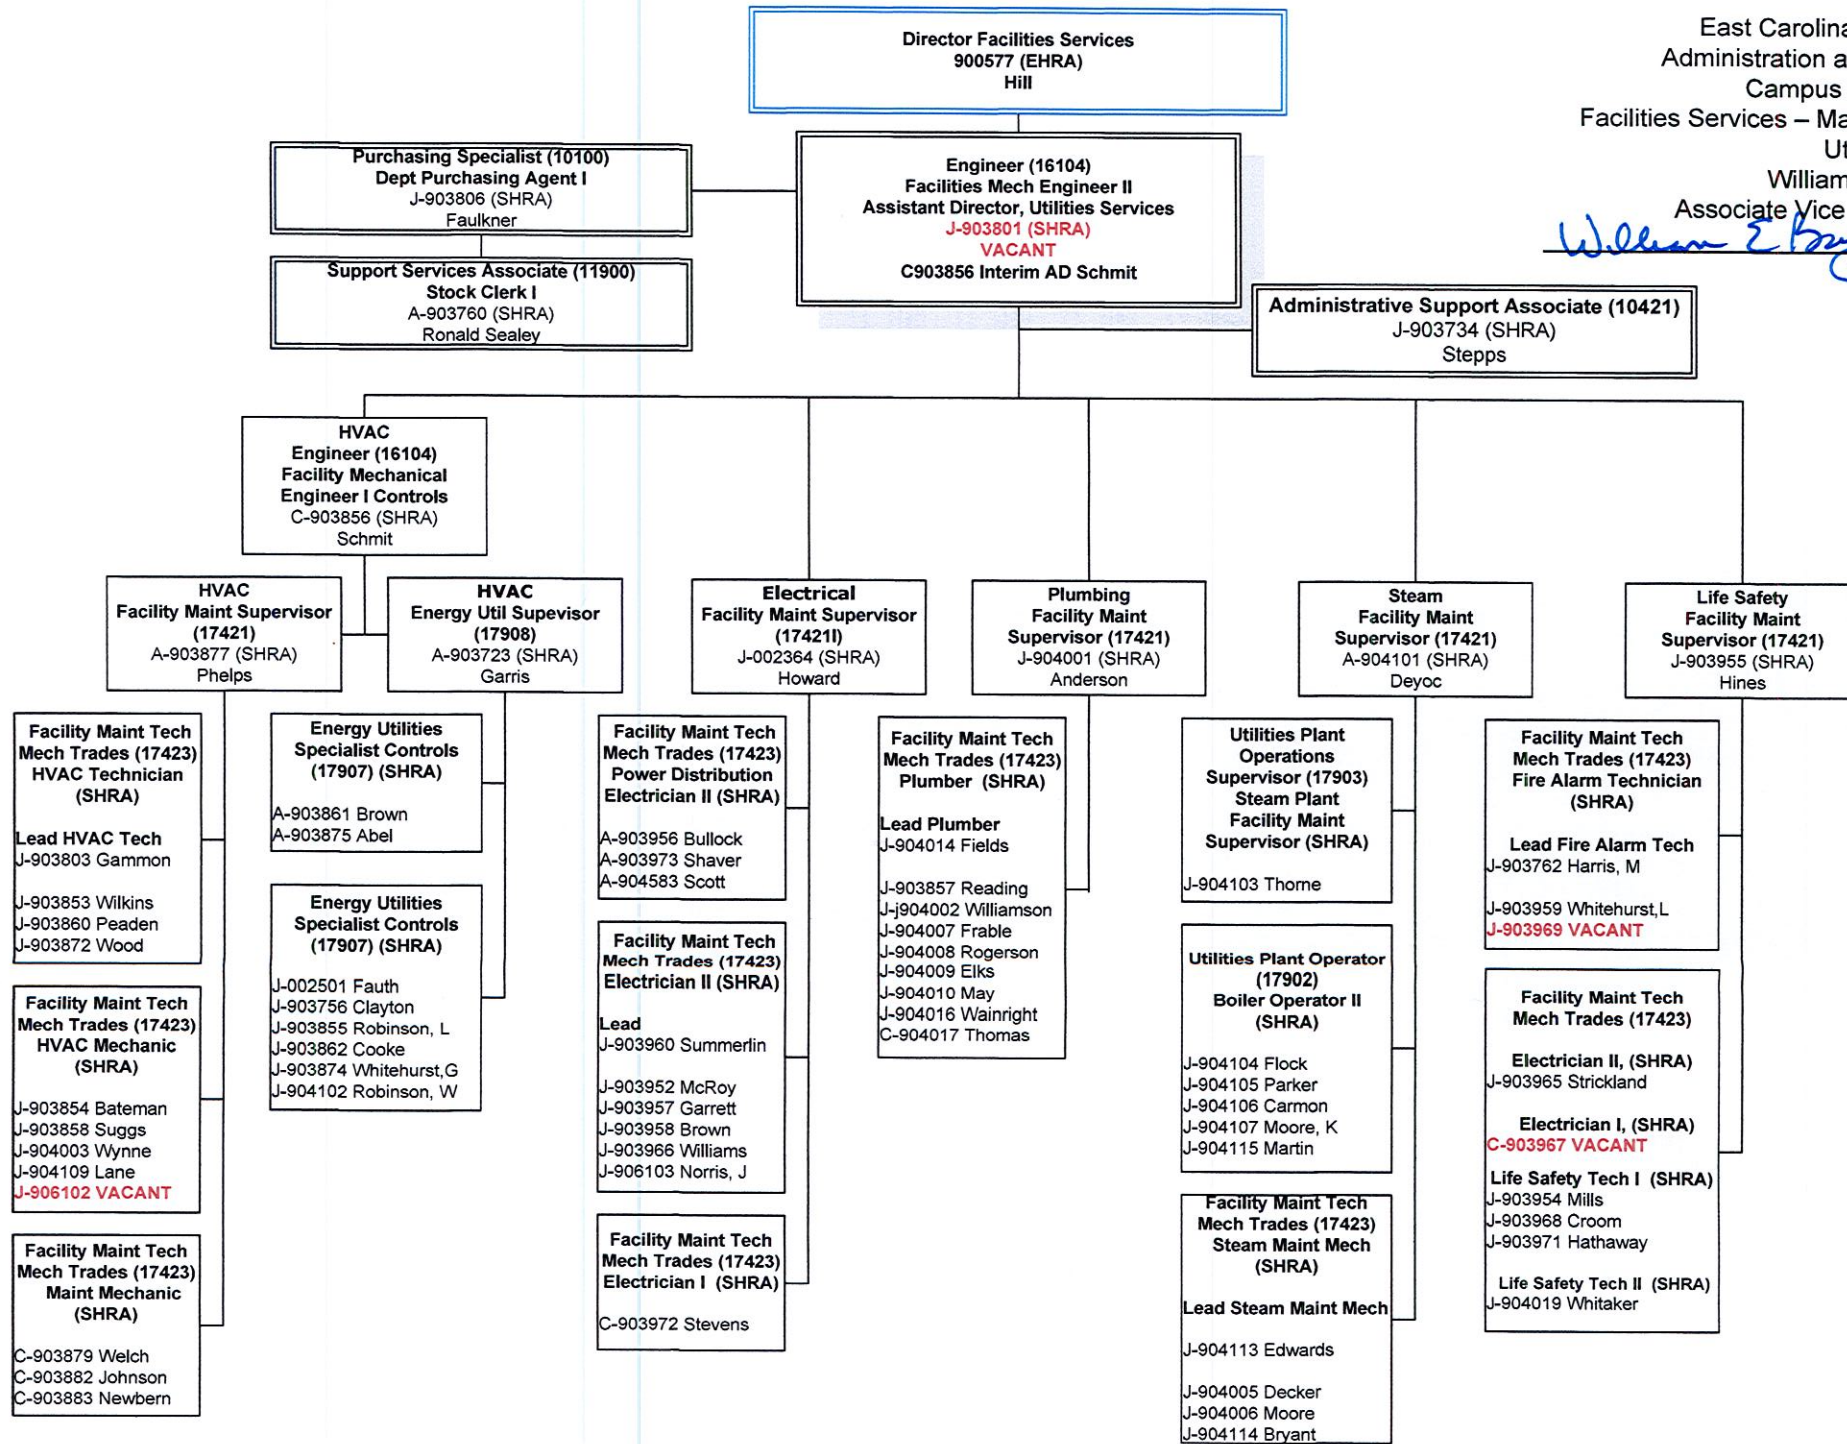 Director Facilities Services
900577 (EHRA)
Hill
East Carolina
Administration
Campus
Facilities Services –
William
Associate Vice
William E
Purchasing Specialist (10100)
Dept Purchasing Agent I
J-903806 (SHRA)
Faulkner
Support Services Associate (11900)
Stock Clerk I
A-903760 (SHRA)
Ronald Sealey
Engineer (16104)
Facilities Mech Engineer II
Assistant Director, Utilities Services
J-903801 (SHRA)
VACANT
C903856 Interim AD Schmit
Administrative Support Associate (10421)
J-903734 (SHRA)
Stepps
HVAC
Engineer (16104)
Facility Mechanical
Engineer I Controls
C-903856 (SHRA)
Schmit
HVAC
Facility Maint Supervisor
(17421)
A-903877 (SHRA)
Phelps
HVAC
Energy Util Supevisor
(17908)
A-903723 (SHRA)
Garris
Electrical
Facility Maint Supervisor
(17421I)
J-002364 (SHRA)
Howard
Plumbing
Facility Maint
Supervisor (17421)
J-904001 (SHRA)
Anderson
Steam
Facility Maint
Supervisor (17421)
A-904101 (SHRA)
Deyoc
Life Safety
Facility Maint
Supervisor (17421)
J-903955 (SHRA)
Hines
Facility Maint Tech
Mech Trades (17423)
HVAC Technician
(SHRA)
Lead HVAC Tech
J-903803 Gammon
J-903853 Wilkins
J-903860 Peaden
J-903872 Wood
Facility Maint Tech
Mech Trades (17423)
HVAC Mechanic
(SHRA)
J-903854 Bateman
J-903858 Suggs
J-904003 Wynne
J-904109 Lane
J-906102 VACANT
Facility Maint Tech
Mech Trades (17423)
Maint Mechanic
(SHRA)
C-903879 Welch
C-903882 Johnson
C-903883 Newbern
Energy Utilities
Specialist Controls
(17907) (SHRA)
A-903861 Brown
A-903875 Abel
Energy Utilities
Specialist Controls
(17907) (SHRA)
J-002501 Fauth
J-903756 Clayton
J-903855 Robinson, L
J-903862 Cooke
J-903874 Whitehurst,G
J-904102 Robinson, W
Facility Maint Tech
Mech Trades (17423)
Power Distribution
Electrician II (SHRA)
A-903956 Bullock
A-903973 Shaver
A-904583 Scott
Facility Maint Tech
Mech Trades (17423)
Electrician II (SHRA)
Lead
J-903960 Summerlin
J-903952 McRoy
J-903957 Garrett
J-903958 Brown
J-903966 Williams
J-906103 Norris, J
Facility Maint Tech
Mech Trades (17423)
Electrician I (SHRA)
C-903972 Stevens
Facility Maint Tech
Mech Trades (17423)
Plumber (SHRA)
Lead Plumber
J-904014 Fields
J-903857 Reading
J-j904002 Williamson
J-904007 Frable
J-904008 Rogerson
J-904009 Elks
J-904010 May
J-904016 Wainright
C-904017 Thomas
Utilities Plant
Operations
Supervisor (17903)
Steam Plant
Facility Maint
Supervisor (SHRA)
J-904103 Thorne
Utilities Plant Operator
(17902)
Boiler Operator II
(SHRA)
J-904104 Flock
J-904105 Parker
J-904106 Carmon
J-904107 Moore, K
J-904115 Martin
Facility Maint Tech
Mech Trades (17423)
Steam Maint Mech
(SHRA)
Lead Steam Maint Mech
J-904113 Edwards
J-904005 Decker
J-904006 Moore
J-904114 Bryant
Facility Maint Tech
Mech Trades (17423)
Fire Alarm Technician
(SHRA)
Lead Fire Alarm Tech
J-903762 Harris, M
J-903959 Whitehurst,L
J-903969 VACANT
Facility Maint Tech
Mech Trades (17423)
Electrician II, (SHRA)
J-903965 Strickland
Electrician I, (SHRA)
C-903967 VACANT
Life Safety Tech I (SHRA)
J-903954 Mills
J-903968 Croom
J-903971 Hathaway
Life Safety Tech II (SHRA)
J-904019 Whitaker